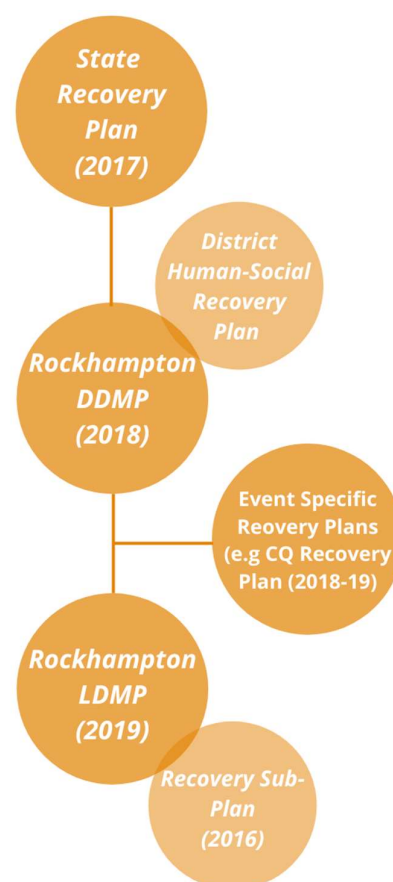 State
Recovery
Plan
(2017)
District
Human-Social
Recovery
Plan
Rockhampton
DDMP
(2018)
Event Specific
Reovery Plans
(e.g CQ Recovery
Plan (2018-19)
Rockhampton
LDMP
(2019)
Recovery Sub-
Plan
(2016)